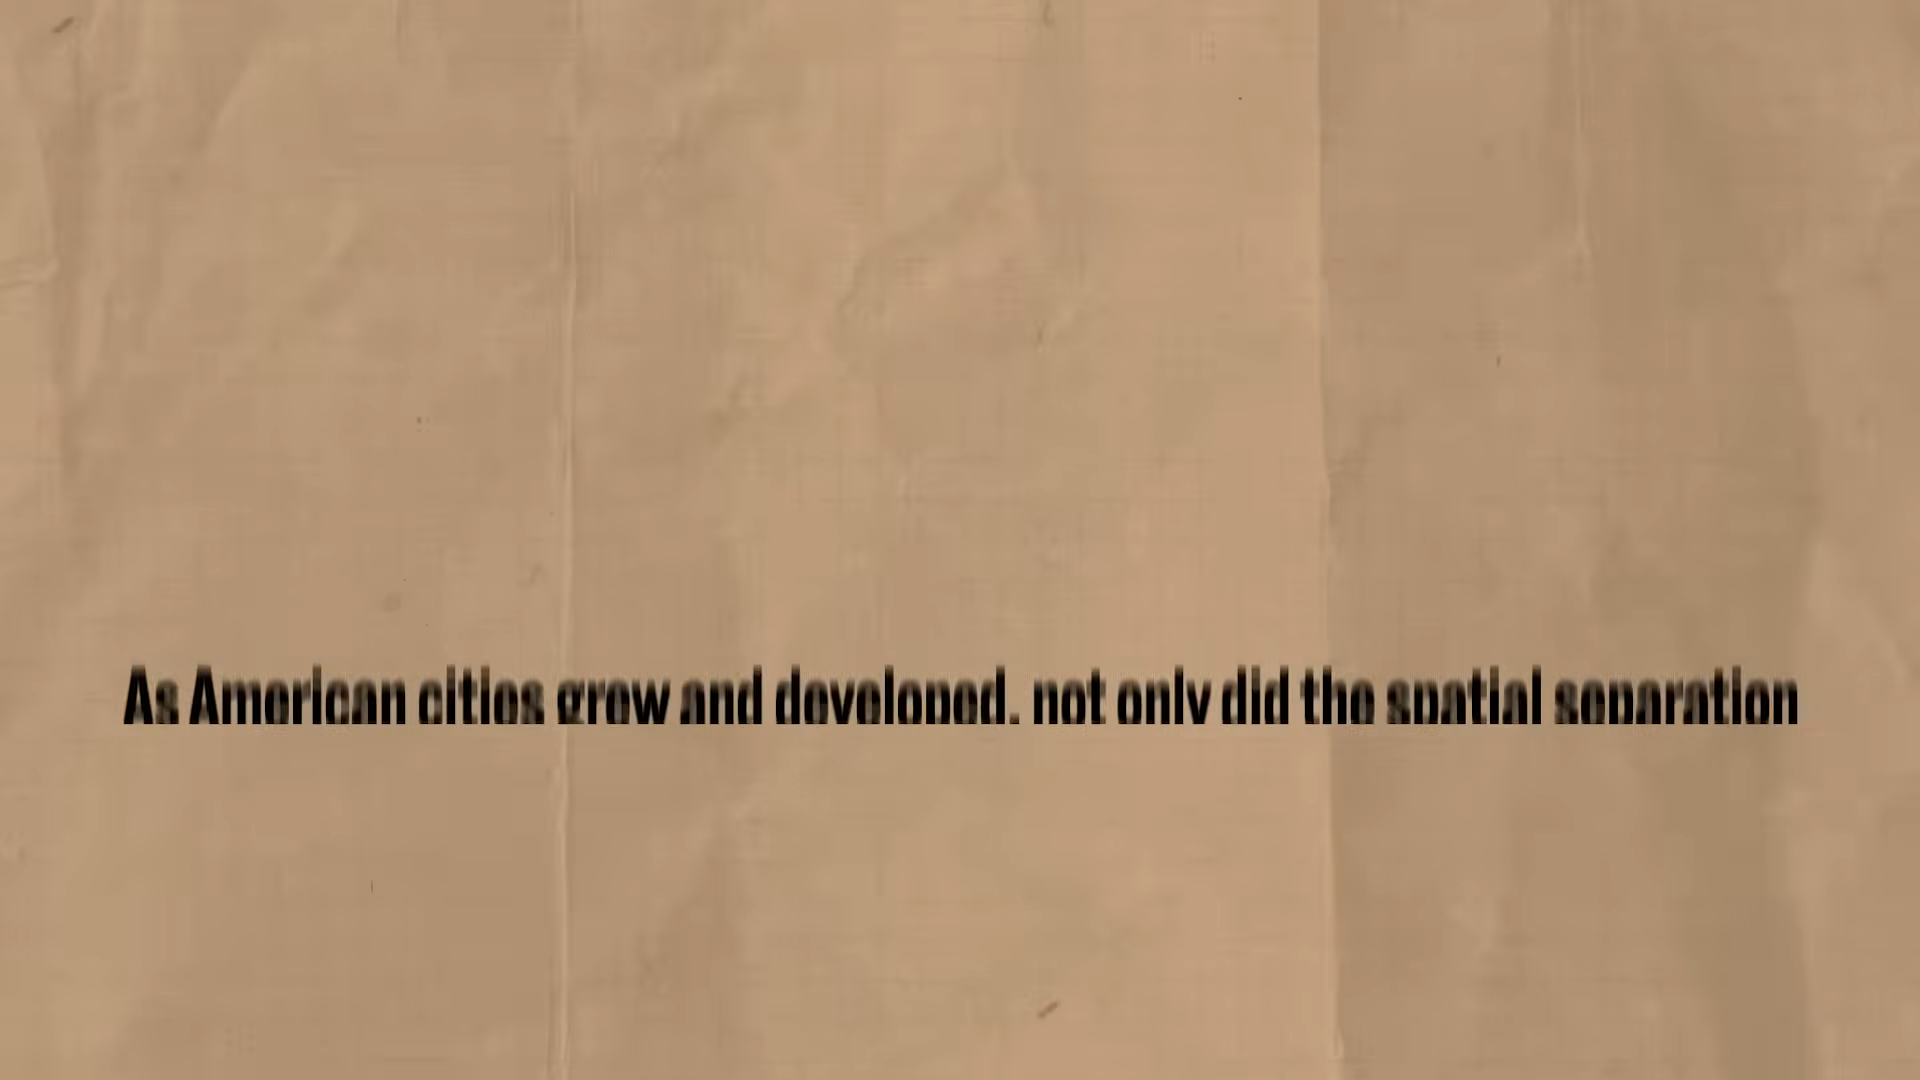 As American cities grew and developed, not only did the spatial separation